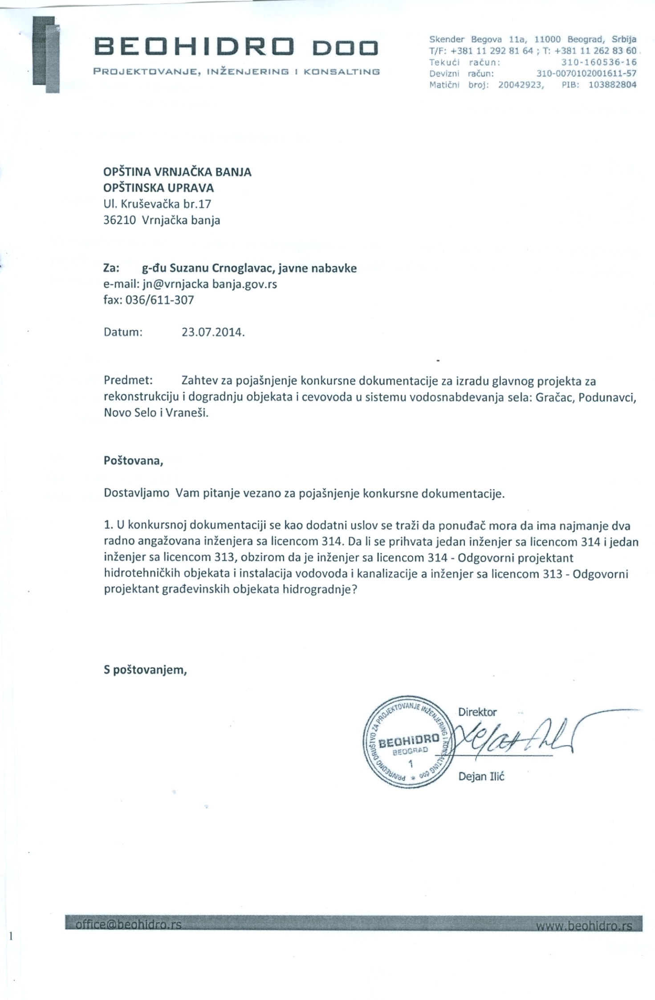 BEOHIDRO DOO
PROJEKTOVANJE, INŽENJERING I KONSALTING
Skender Begova 11a, 11000 Beograd, Srbija
T/F: +381 11 292 81 64 ; T: +381 11 262 83 60
Tekući račun: 310-160536-16
Devizni račun: 310-0070102001611-57
Matični broj: 20042923, PIB: 103882804
OPŠTINA VRNJAČKA BANJA
OPŠTINSKA UPRAVA
Ul. Kruševačka br.17
36210 Vrnjačka banja
Za: g-đu Suzanu Crnoglavac, javne nabavke
e-mail: jn@vrnjacka banja.gov.rs
fax: 036/611-307
Datum: 23.07.2014.
Predmet: Zahtev za pojašnjenje konkursne dokumentacije za izradu glavnog projekta za
rekonstrukciju i dogradnju objekata i cevovoda u sistemu vodosnabdevanja sela: Gračac, Podunavci,
Novo Selo i Vraneši.
Poštovana,
Dostavljamo Vam pitanje vezano za pojašnjenje konkursne dokumentacije.
1. U konkursnoj dokumentaciji se kao dodatni uslov se traži da ponuđač mora da ima najmanje dva
radno angažovana inženjera sa licencom 314. Da li se prihvata jedan inženjer sa licencom 314 i jedan
inženjer sa licencom 313, obzirom da je inženjer sa licencom 314 - Odgovorni projektant
hidrotehničkih objekata i instalacija vodovoda i kanalizacije a inženjer sa licencom 313 - Odgovorni
projektant građevinskih objekata hidrogradnje?
S poštovanjem,
PRIVREDNO DRUŠTVO ZA PROJEKTOVANJE INŽENJERING I KONSALTING DOO *
BEOHIDRO
BEOGRAD
1
Direktor
Dejan Ilić
office@beohidro.rs www.beohidro.rs
1